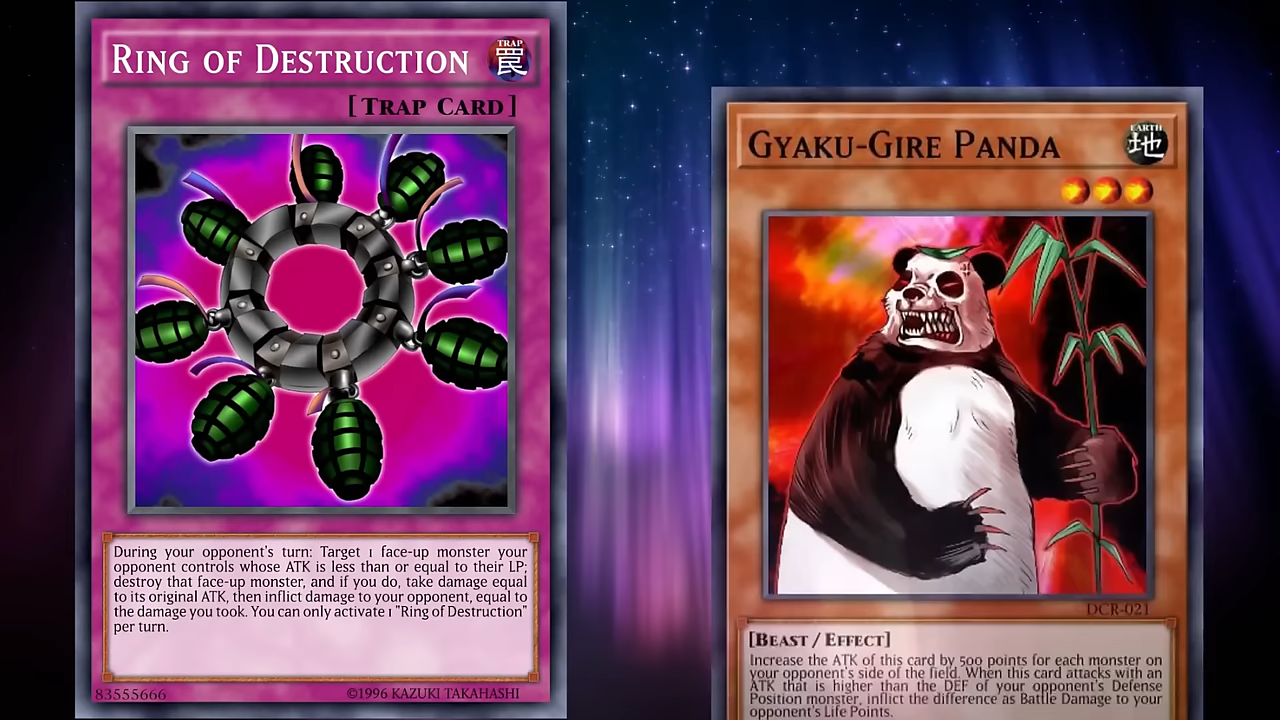 RING OF DESTRUCTION
TRAP
罠
[TRAP CARD]
During your opponent's turn: Target 1 face-up monster your
opponent controls whose ATK is less than or equal to their LP;
destroy that face-up monster, and if you do, take damage equal
to its original ATK, then inflict damage to your opponent, equal to
the damage you took. You can only activate 1 "Ring of Destruction"
per turn.
83555666
©1996 KAZUKI TAKAHASHI
GYAKU-GIRE PANDA
EARTH
地
DCR-021
[BEAST / EFFECT]
Increase the ATK of this card by 500 points for each monster on
your opponent's side of the field. When this card attacks with an
ATK that is higher than the DEF of your opponent's Defense
Position monster, inflict the difference as Battle Damage to your
opponent's Life Points.